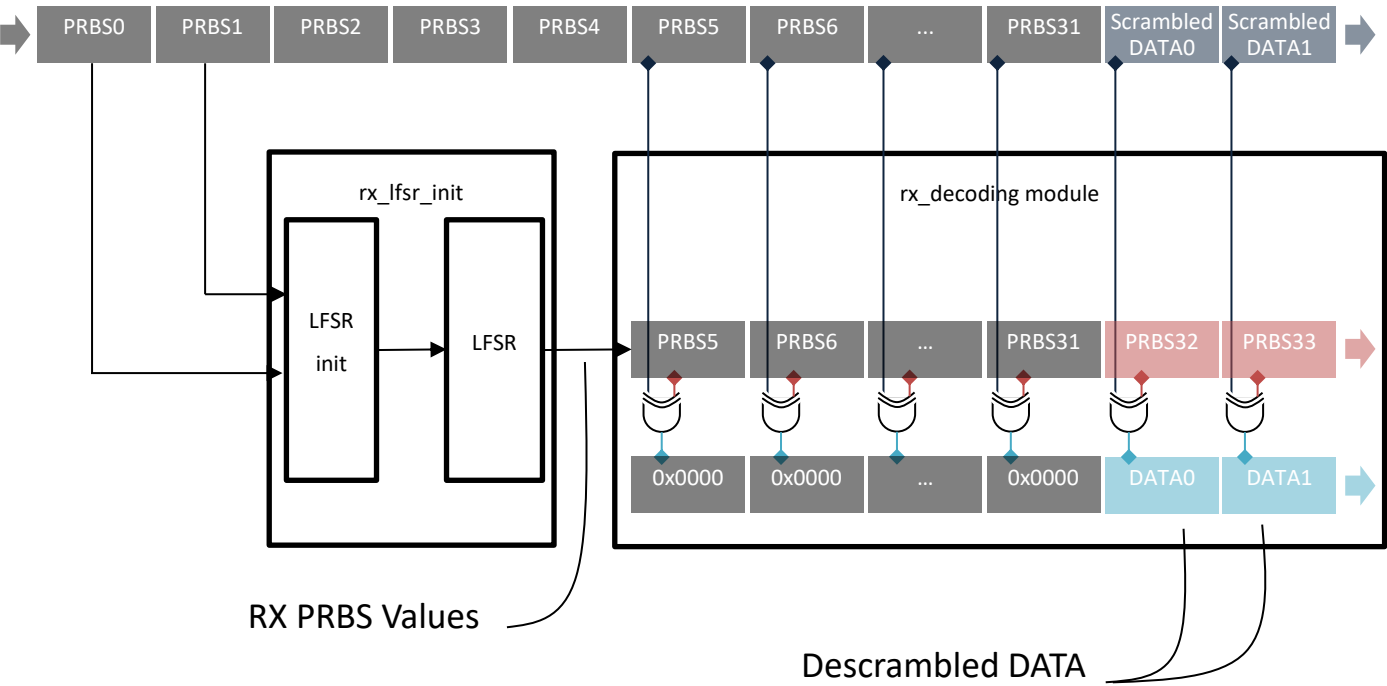 PRBS0 PRBS1 PRBS2 PRBS3 PRBS4 PRBS5 PRBS6 ... PRBS31 Scrambled DATA0 Scrambled DATA1
rx_lfsr_init
rx_decoding module
LFSR
init
LFSR
PRBS5 PRBS6 ... PRBS31 PRBS32 PRBS33
0x0000 0x0000 ... 0x0000 DATA0 DATA1
RX PRBS Values
Descrambled DATA